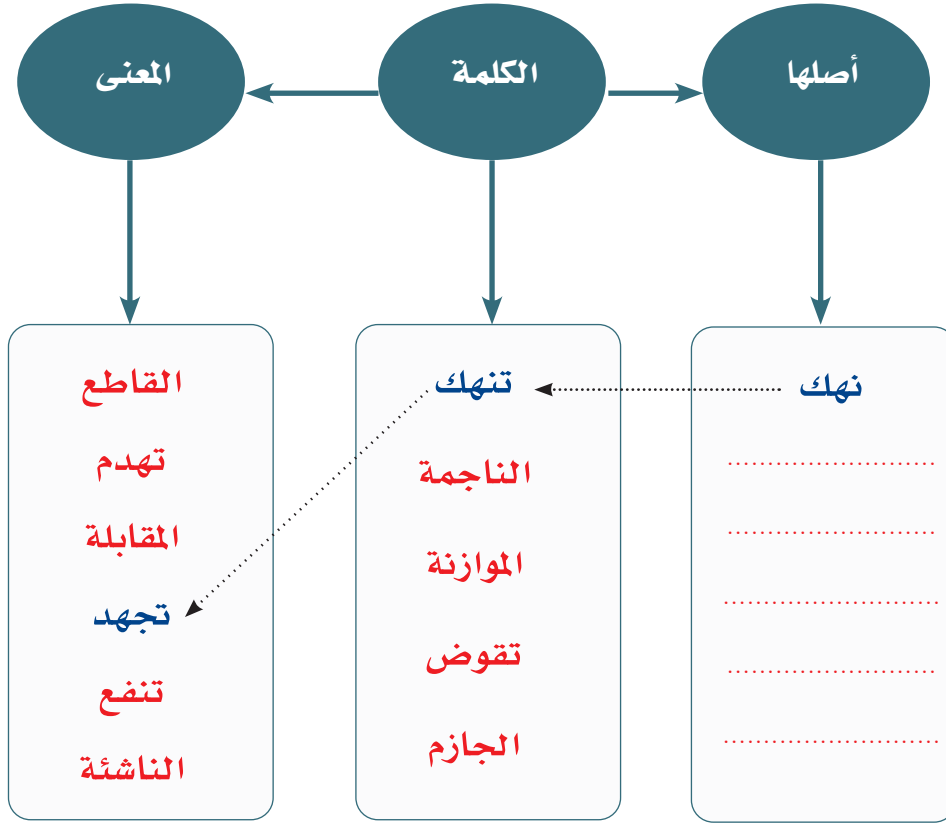 أصلها
الكلمة
المعنى
نهك
........................
........................
........................
........................
........................
تنهك
الناجمة
الموازنة
تقوض
الجازم
القاطع
تهدم
المقابلة
تجهد
تنفع
الناشئة